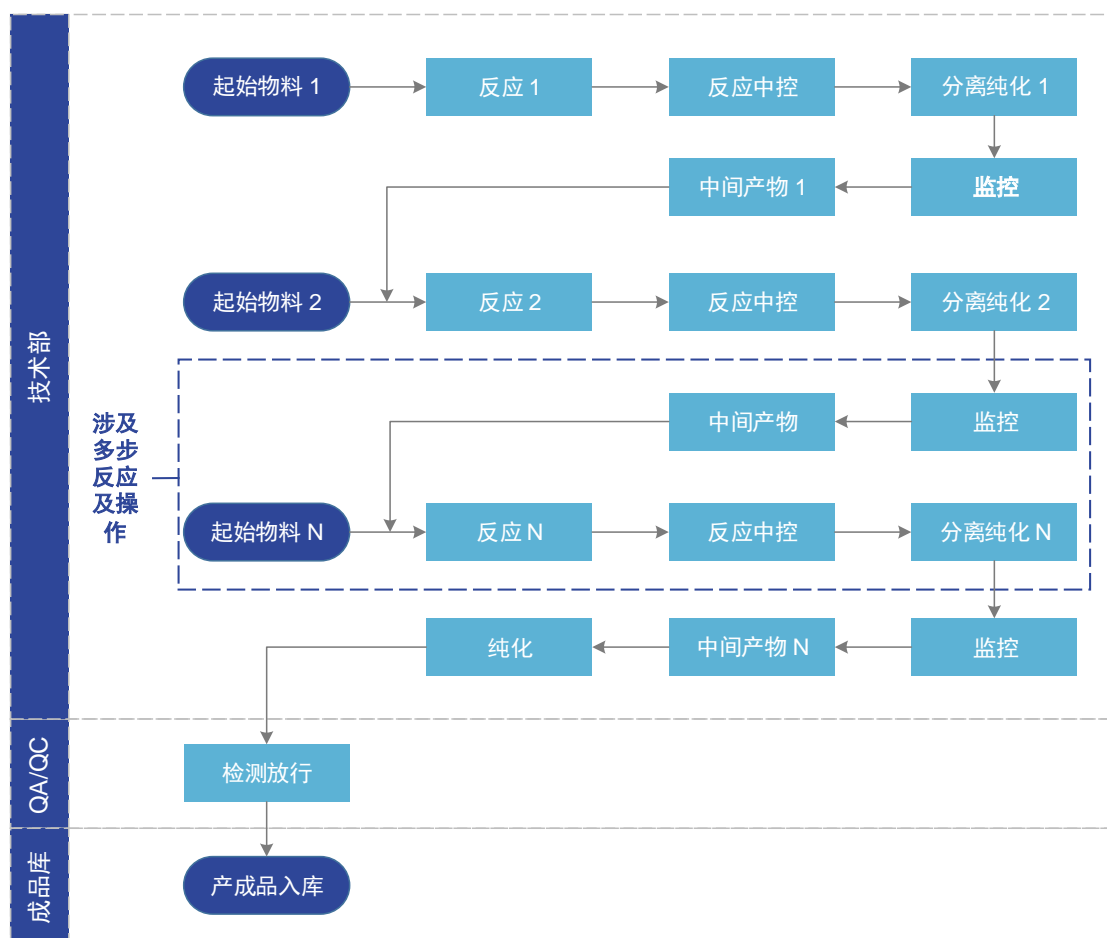 技术部
起始物料 1
反应 1
反应中控
分离纯化 1
中间产物 1
监控
起始物料 2
反应 2
反应中控
分离纯化 2
涉及
多步
反应
及操
作
中间产物
监控
起始物料 N
反应 N
反应中控
分离纯化 N
纯化
中间产物 N
监控
QA/QC
检测放行
成品库
产成品入库